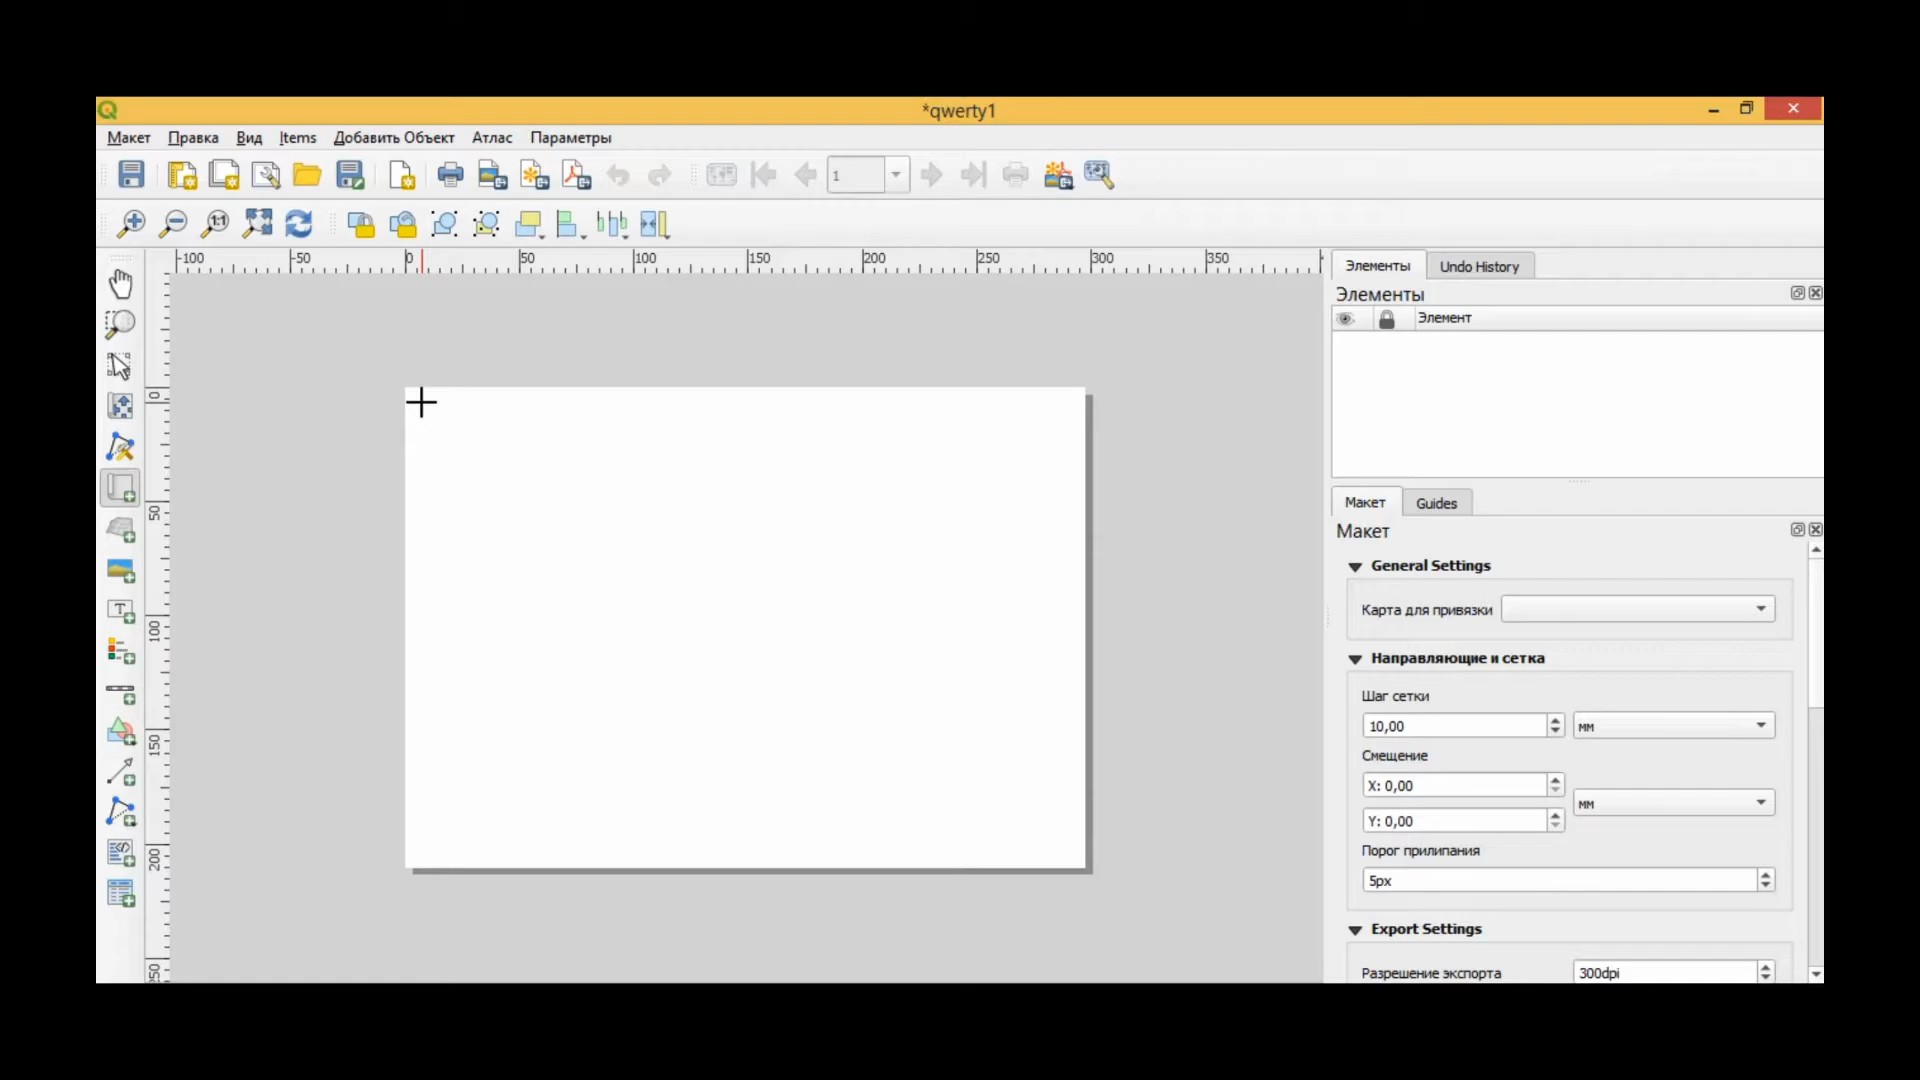 *qwerty1
Макет Правка Вид Items Добавить Объект Атлас Параметры
1
1:1
-100 -50 0 50 100 150 200 250 300 350
Элементы Undo History
Элементы
Элемент
0
50
100
150
200
250
T
Макет Guides
Макет
General Settings
Карта для привязки
Направляющие и сетка
Шаг сетки
10,00 мм
Смещение
X: 0,00
мм
Y: 0,00
Порог прилипания
5px
Export Settings
Разрешение экспорта 300dpi